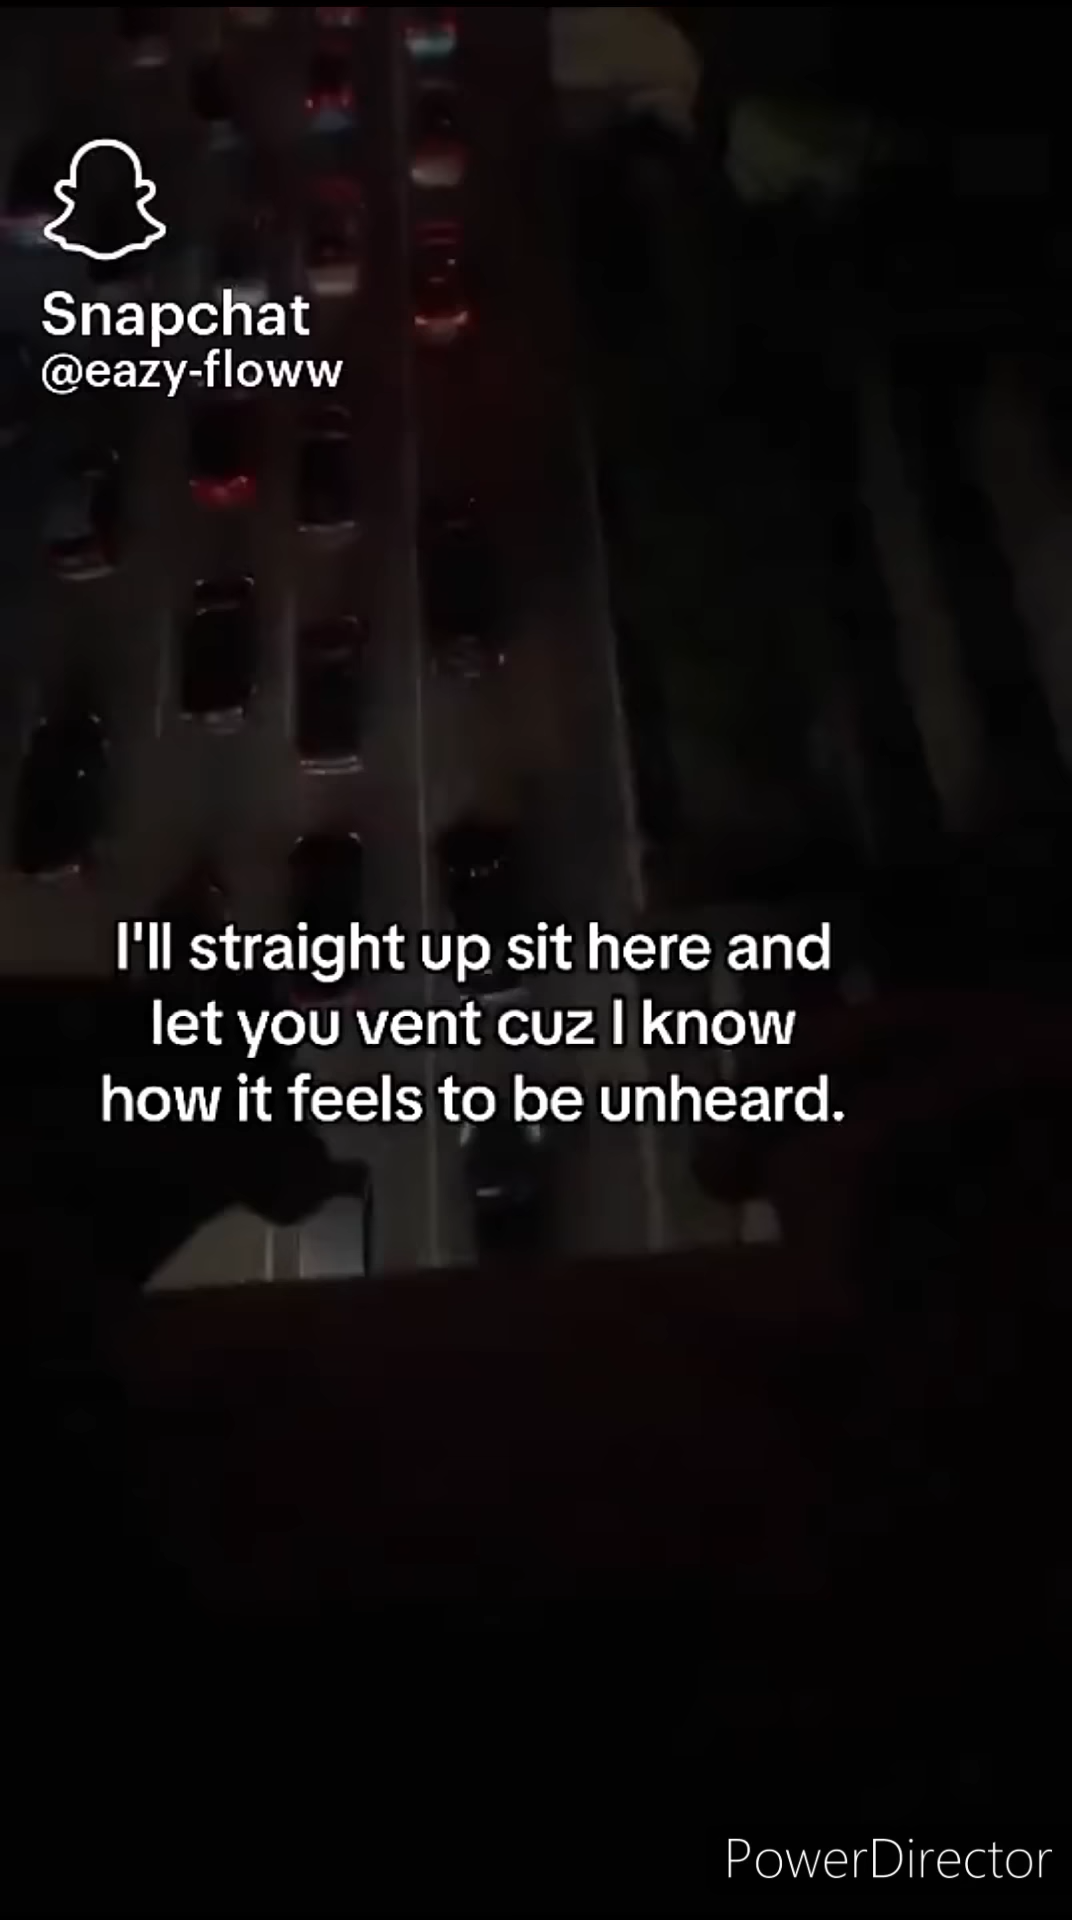 Snapchat
@eazy-floww
I'll straight up sit here and
let you vent cuz I know
how it feels to be unheard.
PowerDirector